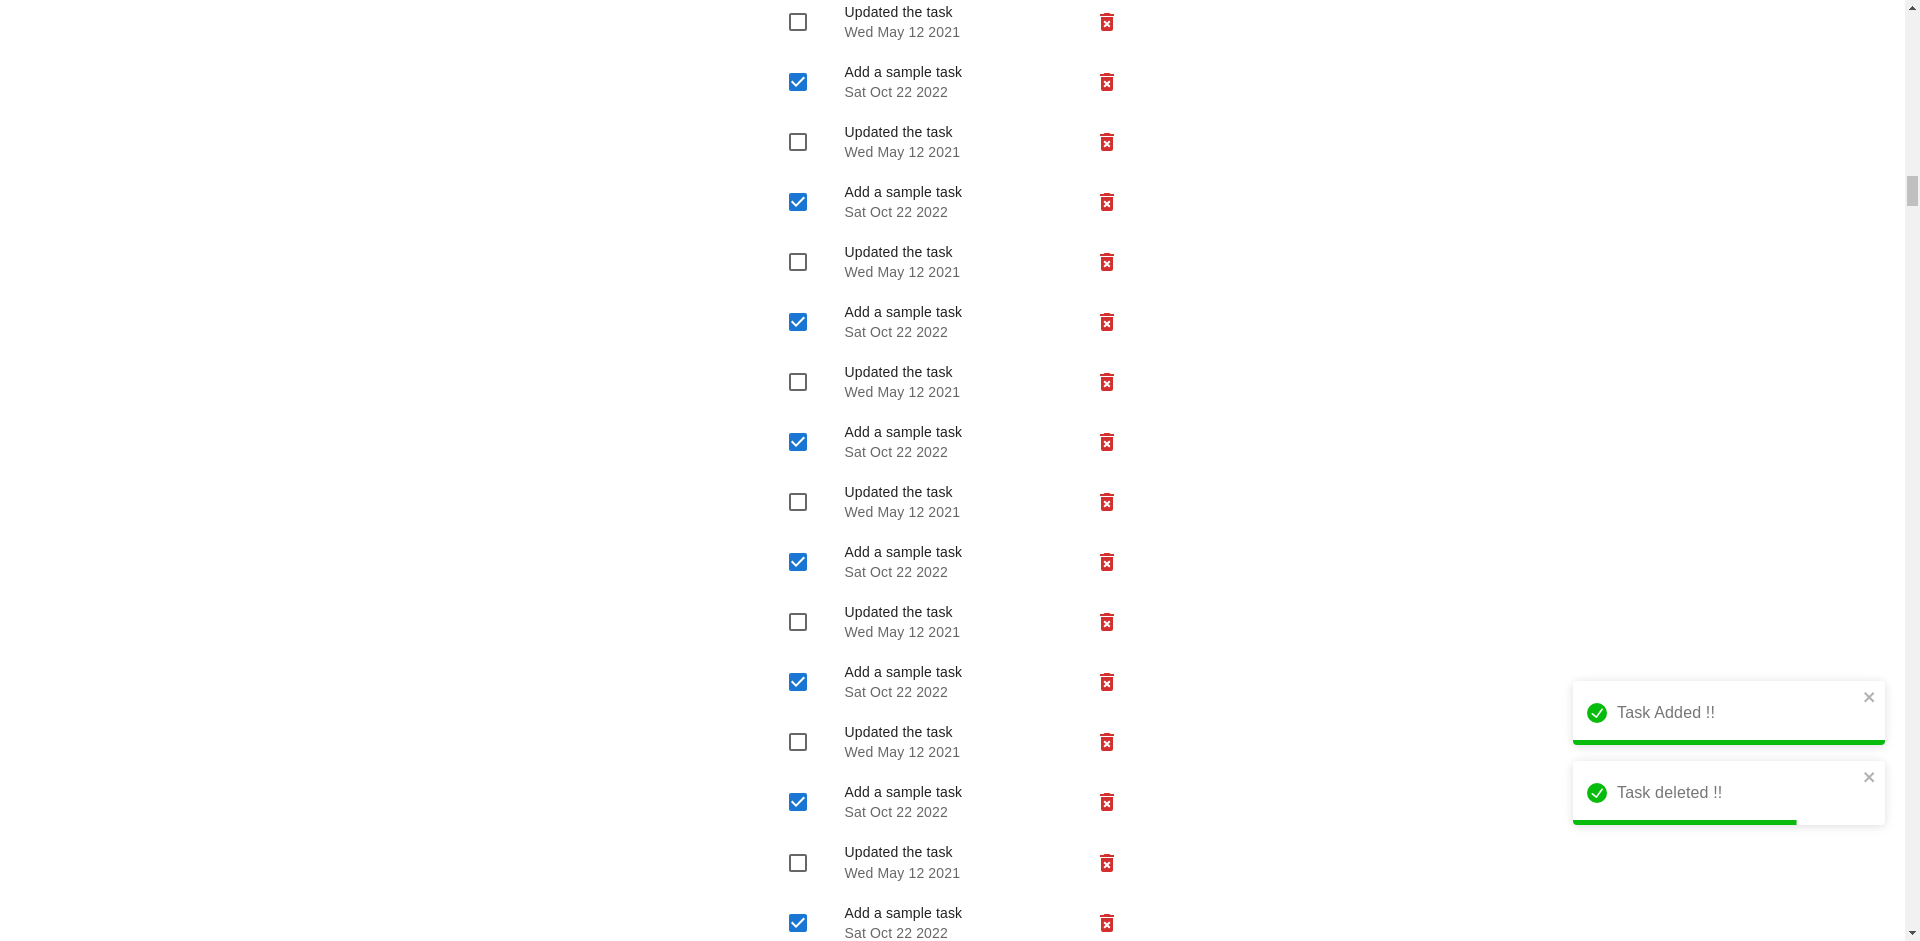 Updated the task
Wed May 12 2021
Add a sample task
Sat Oct 22 2022
Updated the task
Wed May 12 2021
Add a sample task
Sat Oct 22 2022
Updated the task
Wed May 12 2021
Add a sample task
Sat Oct 22 2022
Updated the task
Wed May 12 2021
Add a sample task
Sat Oct 22 2022
Updated the task
Wed May 12 2021
Add a sample task
Sat Oct 22 2022
Updated the task
Wed May 12 2021
Add a sample task
Sat Oct 22 2022
Updated the task
Wed May 12 2021
Add a sample task
Sat Oct 22 2022
Updated the task
Wed May 12 2021
Add a sample task
Sat Oct 22 2022
Task Added !!
Task deleted !!